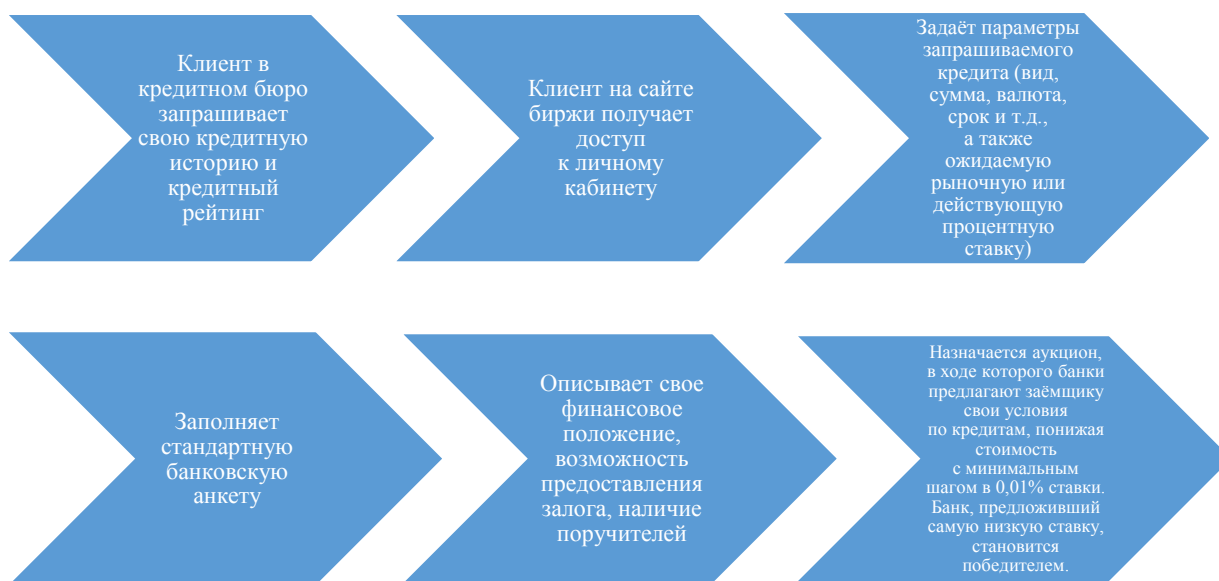 Клиент в
кредитном бюро
запрашивает
свою кредитную
историю и
кредитный
рейтинг
Клиент на сайте
биржи получает
доступ
к личному
кабинету
Задаёт параметры
запрашиваемого
кредита (вид,
сумма, валюта,
срок и т.д.,
а также
ожидаемую
рыночную или
действующую
процентную
ставку)
Заполняет
стандартную
банковскую
анкету
Описывает свое
финансовое
положение,
возможность
предоставления
залога, наличие
поручителей
Назначается аукцион,
в ходе которого банки
предлагают заёмщику
свои условия
по кредитам, понижая
стоимость
с минимальным
шагом в 0,01% ставки.
Банк, предложивший
самую низкую ставку,
становится
победителем.